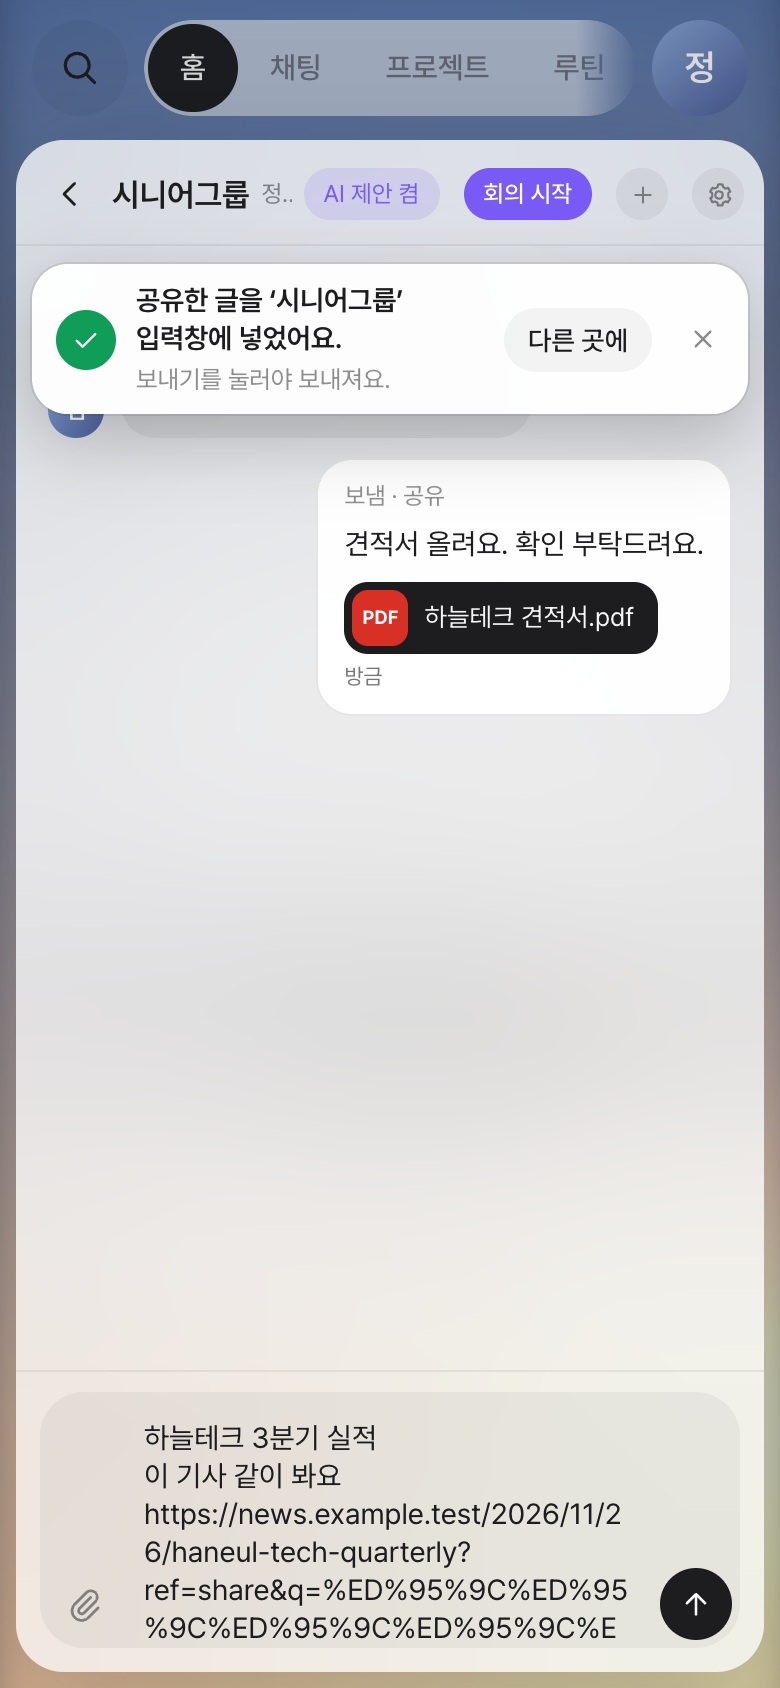 홈 채팅 프로젝트 루틴 정
시니어그룹 정.. AI 제안 켬 회의 시작
공유한 글을 ‘시니어그룹’
입력창에 넣었어요.
다른 곳에
보내기를 눌러야 보내져요.
보냄 · 공유
견적서 올려요. 확인 부탁드려요.
PDF 하늘테크 견적서.pdf
방금
하늘테크 3분기 실적
이 기사 같이 봐요
https://news.example.test/2026/11/2
6/haneul-tech-quarterly?
ref=share&q=%ED%95%9C%ED%95
%9C%ED%95%9C%ED%95%9C%E